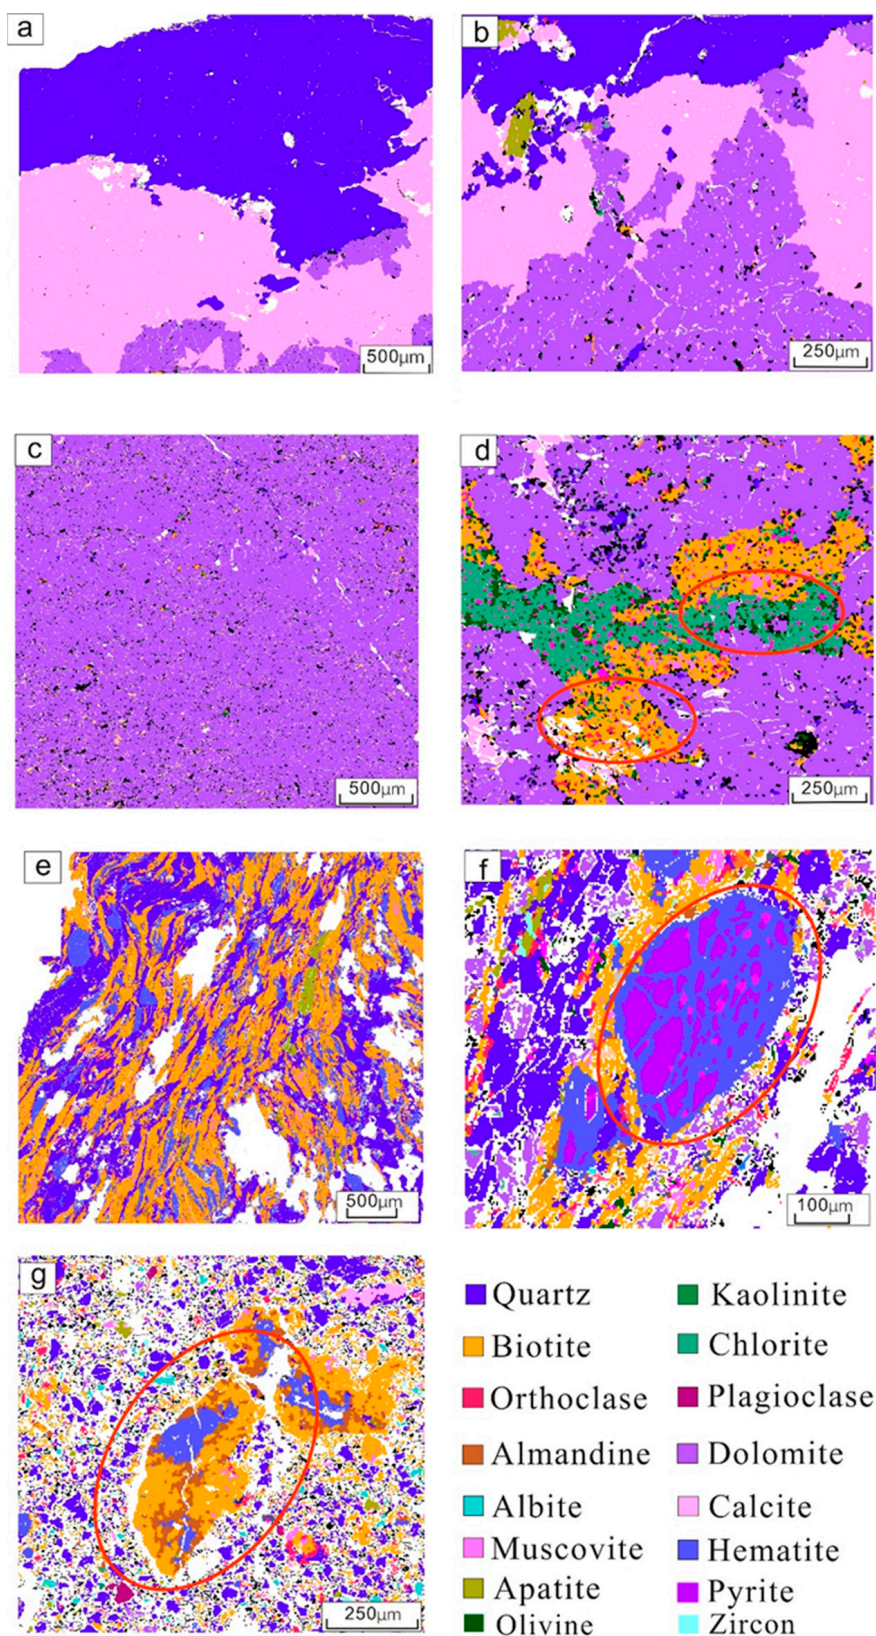 a
b
500μm
250μm
c
d
500μm
250μm
e
f
500μm
100μm
g
250μm
Quartz Kaolinite
Biotite Chlorite
Orthoclase Plagioclase
Almandine Dolomite
Albite Calcite
Muscovite Hematite
Apatite Pyrite
Olivine Zircon